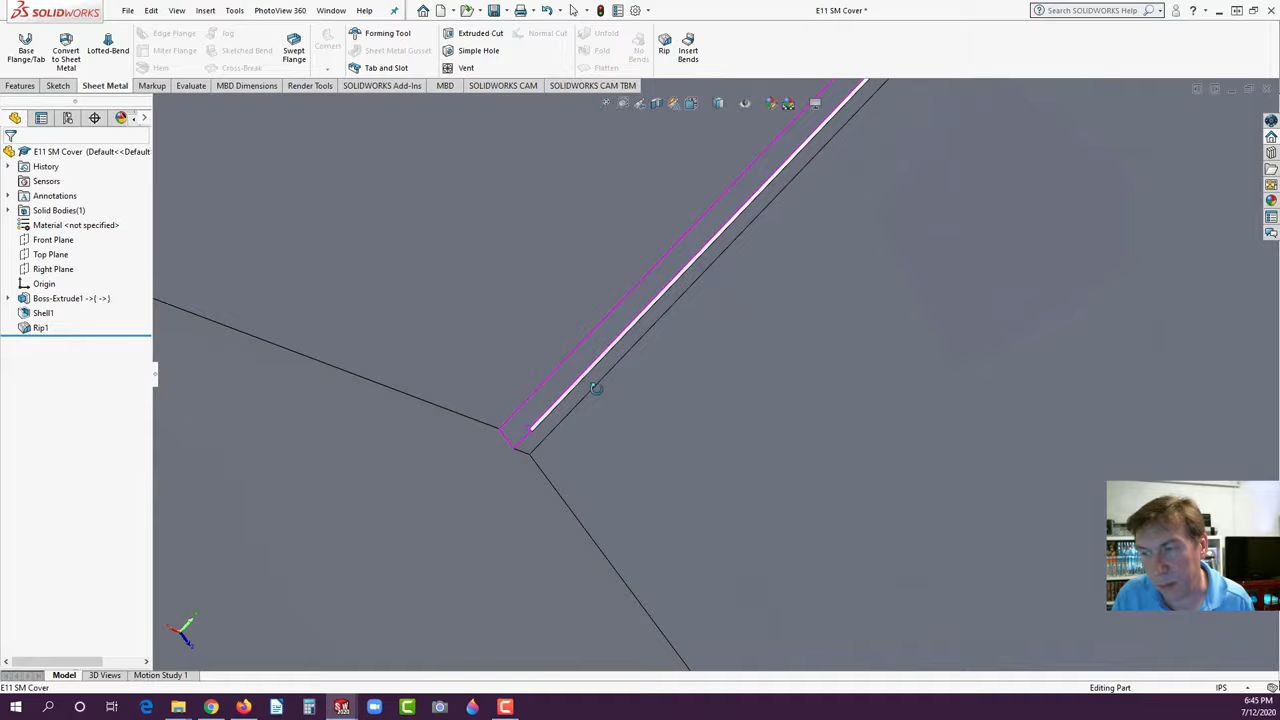 SOLIDWORKS File Edit View Insert Tools PhotoView 360 Window Help E11 SM Cover * Search SOLIDWORKS Help
Base Flange/Tab Convert to Sheet Metal Lofted-Bend Edge Flange Miter Flange Hem Jog Sketched Bend Cross-Break Swept Flange Corners Forming Tool Sheet Metal Gusset Tab and Slot Extruded Cut Simple Hole Vent Normal Cut Unfold Fold Flatten No Bends Rip Insert Bends
Features Sketch Sheet Metal Markup Evaluate MBD Dimensions Render Tools SOLIDWORKS Add-Ins MBD SOLIDWORKS CAM SOLIDWORKS CAM TBM
E11 SM Cover (Default<<Default
History
Sensors
Annotations
Solid Bodies(1)
Material <not specified>
Front Plane
Top Plane
Right Plane
Origin
Boss-Extrude1 ->{ ->}
Shell1
Rip1
Model 3D Views Motion Study 1
E11 SM Cover Editing Part IPS
6:45 PM
7/12/2020